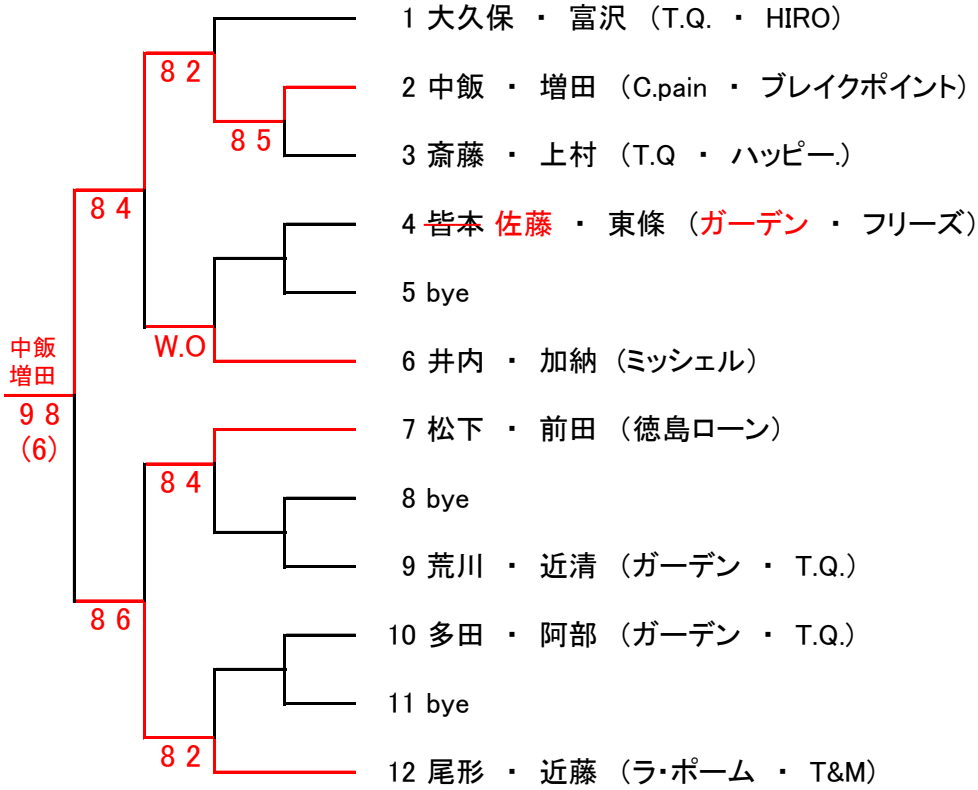 1 大久保 ・ 富沢 （T.Q. ・ HIRO）
8 2
2 中飯 ・ 増田 （C.pain ・ ブレイクポイント）
8 5
3 斎藤 ・ 上村 （T.Q ・ ハッピー.）
8 4
4 皆本 佐藤 ・ 東條 （ガーデン ・ フリーズ）
5 bye
W.O
6 井内 ・ 加納 （ミッシェル）
中飯
増田
9 8
(6)
7 松下 ・ 前田 （徳島ローン）
8 4
8 bye
9 荒川 ・ 近清 （ガーデン ・ T.Q.）
8 6
10 多田 ・ 阿部 （ガーデン ・ T.Q.）
11 bye
8 2
12 尾形 ・ 近藤 （ラ・ポーム ・ T&M）